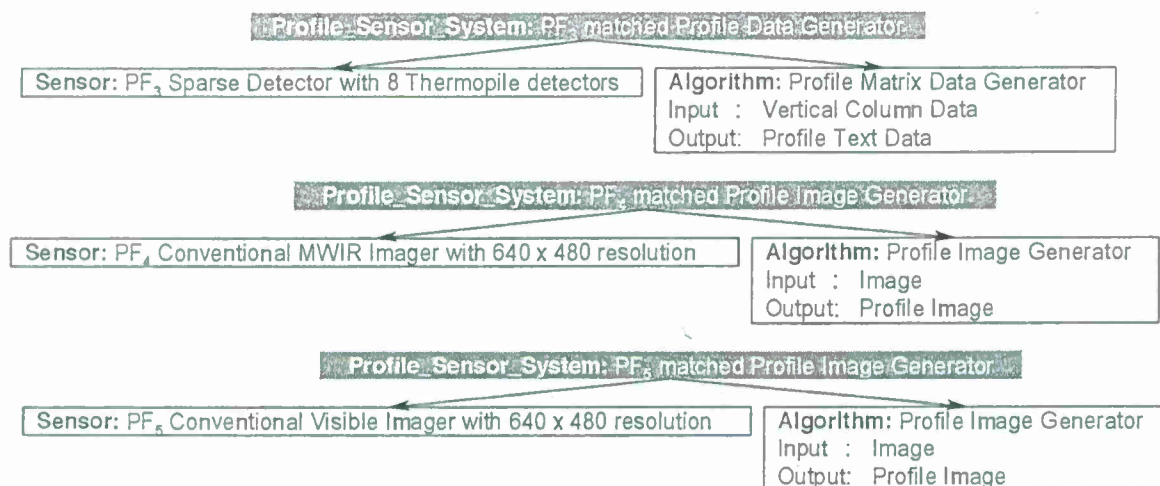 Profile_Sensor_System: PF₃ matched Profile Data Generator
Sensor: PF₃ Sparse Detector with 8 Thermopile detectors
Algorithm: Profile Matrix Data Generator
Input : Vertical Column Data
Output: Profile Text Data
Profile_Sensor_System: PF₄ matched Profile Image Generator
Sensor: PF₄ Conventional MWIR Imager with 640 x 480 resolution
Algorithm: Profile Image Generator
Input : Image
Output: Profile Image
Profile_Sensor_System: PF₅ matched Profile Image Generator
Sensor: PF₅ Conventional Visible Imager with 640 x 480 resolution
Algorithm: Profile Image Generator
Input : Image
Output: Profile Image